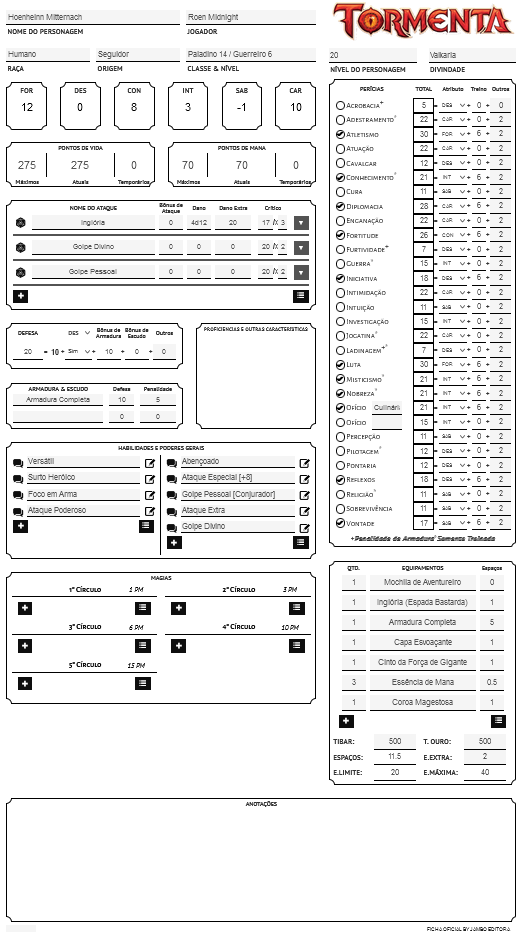 Hoenheinn Mitternach
Roen Midnight
NOME DO PERSONAGEM
JOGADOR
Humano
Seguidor
Paladino 14 / Guerreiro 6
RAÇA
ORIGEM
CLASSE & NÍVEL
TORMENTA
20
Valkaria
NÍVEL DO PERSONAGEM
DIVINDADE
FOR DES CON INT SAB CAR
12 0 8 3 -1 10
PONTOS DE VIDA
275 275 0
Máximos Atuais Temporários
PONTOS DE MANA
70 70 0
Máximos Atuais Temporários
NOME DO ATAQUE Bônus de Ataque Dano Dano Extra Crítico
Inglória 0 4d12 20 17 /X 3
Golpe Divino 0 0 0 20 /X 2
Golpe Pessoal 0 0 0 20 /X 2
DEFESA DES Bônus de Armadura Bônus de Escudo Outros
20 = 10 + Sim + 10 + 0 + 0
ARMADURA & ESCUDO Defesa Penalidade
Armadura Completa 10 5
0 0
PROFICIENCIAS E OUTRAS CARACTERÍSTICAS
HABILIDADES E PODERES GERAIS
Versátil
Surto Heróico
Foco em Arma
Ataque Poderoso
Abençoado
Ataque Especial [+8]
Golpe Pessoal [Conjurador]
Ataque Extra
Golpe Divino
MAGIAS
1º CÍRCULO 1 PM
2º CÍRCULO 3 PM
3º CÍRCULO 6 PM
4º CÍRCULO 10 PM
5º CÍRCULO 15 PM
PERÍCIAS TOTAL Atributo Treino Outros
ACROBACIA+ 5 = DES + 0 + 0
ADESTRAMENTO* 22 = CAR + 0 + 2
ATLETISMO 30 = FOR + 6 + 2
ATUAÇÃO 22 = CAR + 0 + 2
CAVALGAR 12 = DES + 0 + 2
CONHECIMENTO* 21 = INT + 6 + 2
CURA 11 = SAB + 0 + 2
DIPLOMACIA 28 = CAR + 6 + 2
ENGANAÇÃO 22 = CAR + 0 + 2
FORTITUDE 26 = CON + 6 + 2
FURTIVIDADE+ 7 = DES + 0 + 2
GUERRA* 15 = INT + 0 + 2
INICIATIVA 18 = DES + 6 + 2
INTIMIDAÇÃO 22 = CAR + 0 + 2
INTUIÇÃO 11 = SAB + 0 + 2
INVESTIGAÇÃO 15 = INT + 0 + 2
JOGATINA* 22 = CAR + 0 + 2
LADINAGEM+* 7 = DES + 0 + 2
LUTA 30 = FOR + 6 + 2
MISTICISMO* 21 = INT + 6 + 2
NOBREZA* 21 = INT + 6 + 2
OFÍCIO Culinári 21 = INT + 6 + 2
OFÍCIO 15 = INT + 0 + 2
PERCEPÇÃO 11 = SAB + 0 + 2
PILOTAGEM* 12 = DES + 0 + 2
PONTARIA 12 = DES + 0 + 2
REFLEXOS 18 = DES + 6 + 2
RELIGIÃO* 11 = SAB + 0 + 2
SOBREVIVÊNCIA 11 = SAB + 0 + 2
VONTADE 17 = SAB + 6 + 2
+Penalidade de Armadura* Somente Treinado
QTD. EQUIPAMENTOS Espaços
1 Mochila de Aventureiro 0
1 Inglória (Espada Bastarda) 1
1 Armadura Completa 5
1 Capa Esvoaçante 1
1 Cinto da Força de Gigante 1
3 Essência de Mana 0.5
1 Coroa Magestosa 1
TIBAR: 500 T. OURO: 500
ESPAÇOS: 11.5 E.EXTRA: 2
E.LIMITE: 20 E.MÁXIMA: 40
ANOTAÇÕES
FICHA OFICIAL BY JAMBO EDITORA